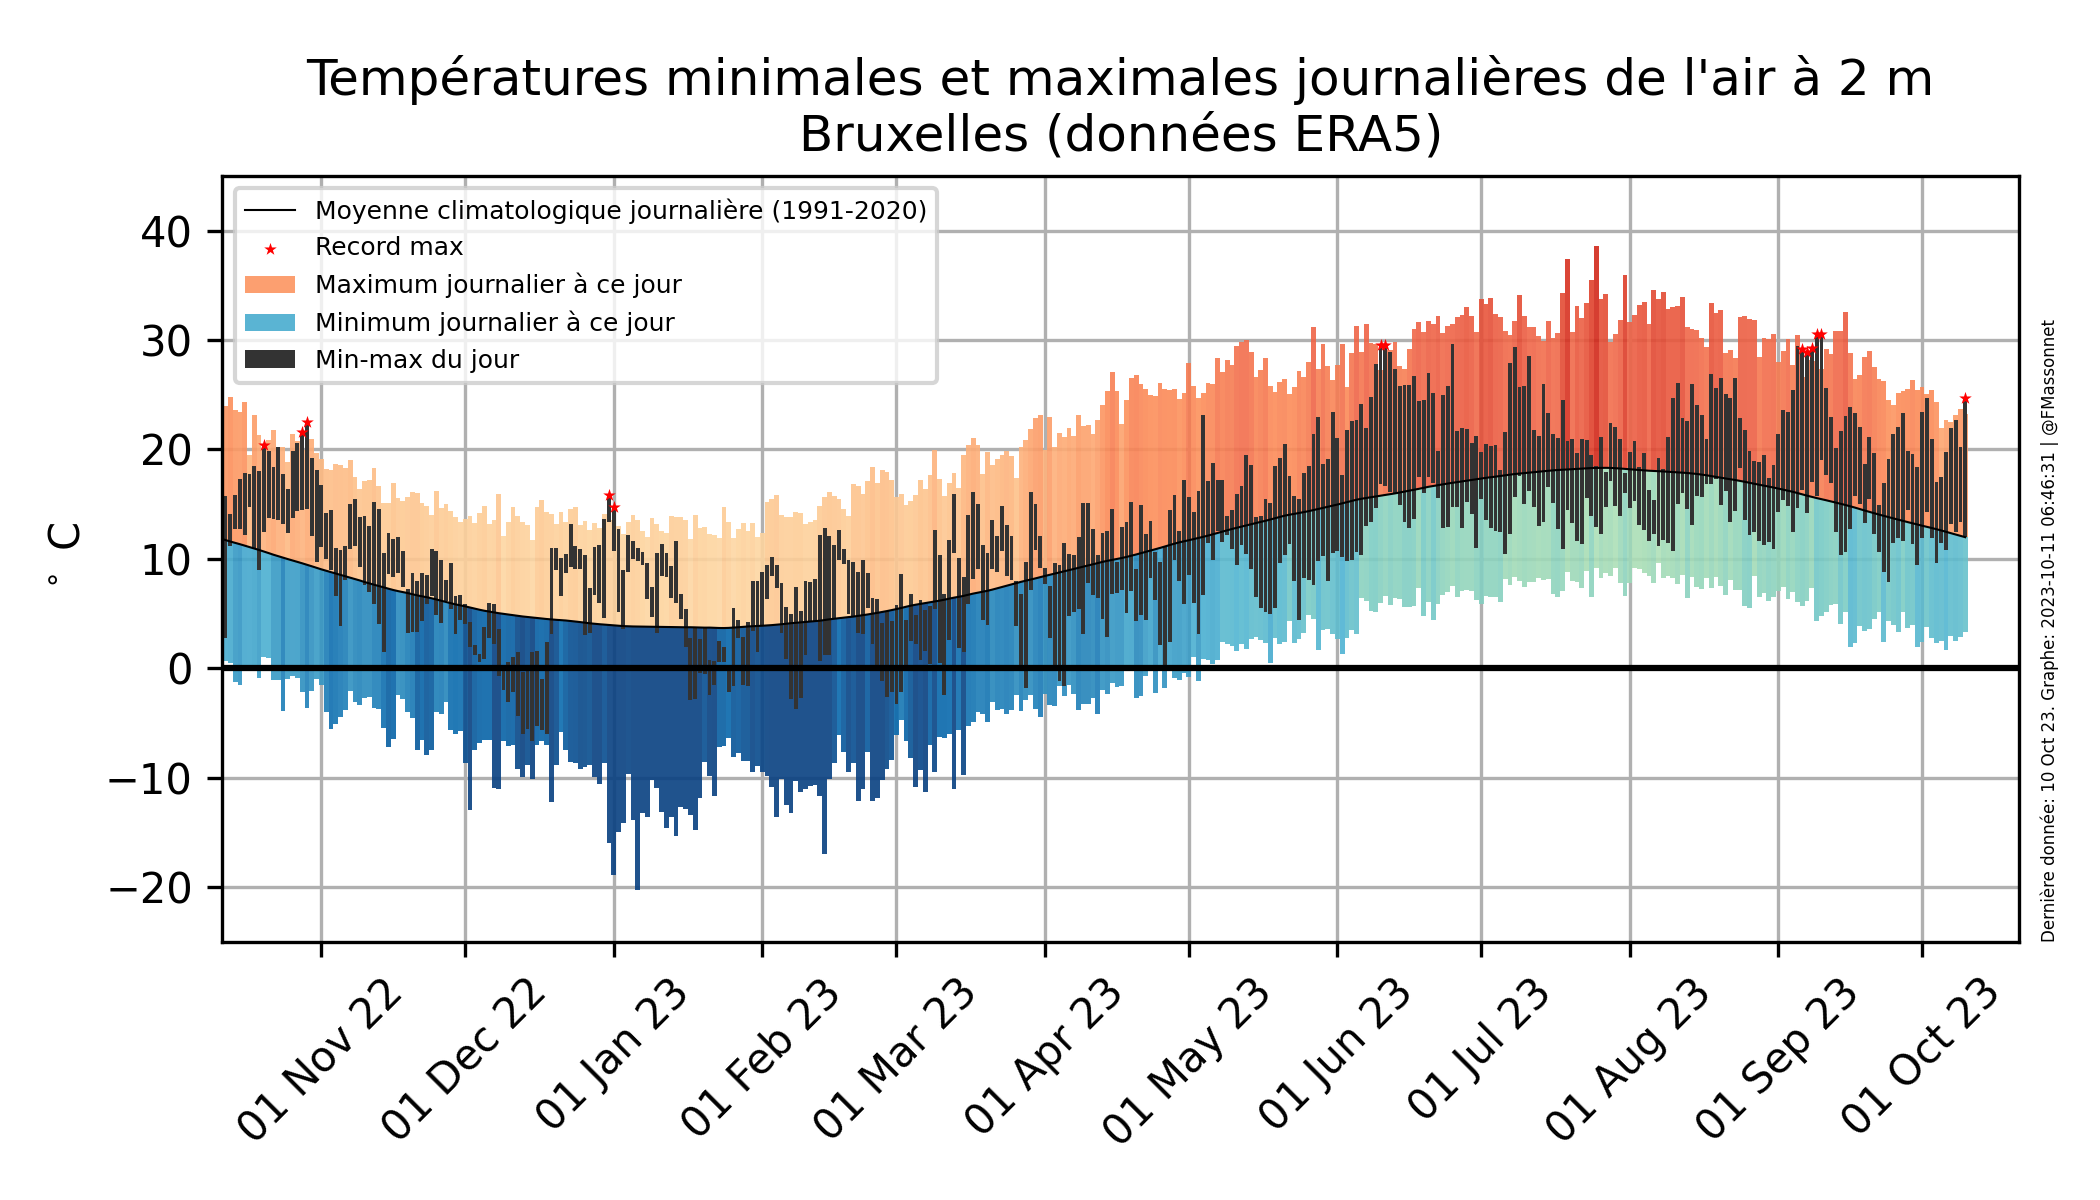 Températures minimales et maximales journalières de l'air à 2 m
Bruxelles (données ERA5)
Moyenne climatologique journalière (1991-2020)
Record max
Maximum journalier à ce jour
Minimum journalier à ce jour
Min-max du jour
° C
40
30
20
10
0
−10
−20
01 Nov 22
01 Dec 22
01 Jan 23
01 Feb 23
01 Mar 23
01 Apr 23
01 May 23
01 Jun 23
01 Jul 23
01 Aug 23
01 Sep 23
01 Oct 23
Dernière donnée: 10 Oct 23. Graphe: 2023-10-11 06:46:31 | @FMassonnet